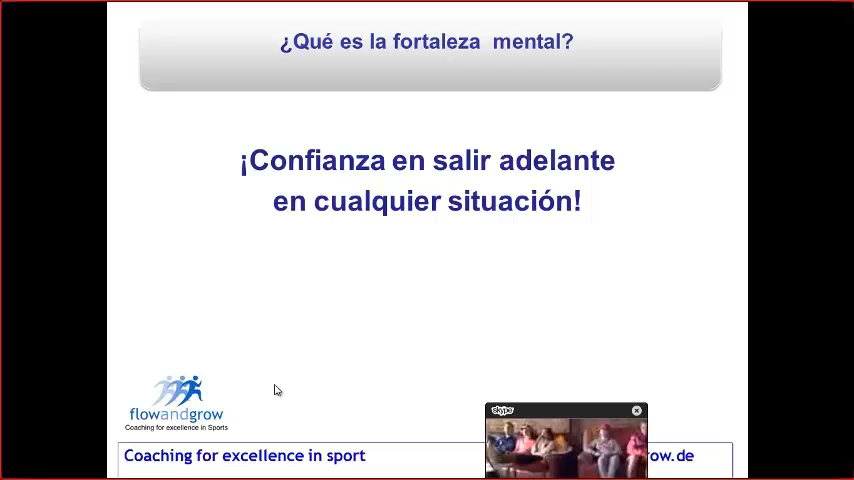 ¿Qué es la fortaleza mental?
¡Confianza en salir adelante
en cualquier situación!
flowandgrow
Coaching for excellence in Sports
skype
Coaching for excellence in sport
row.de